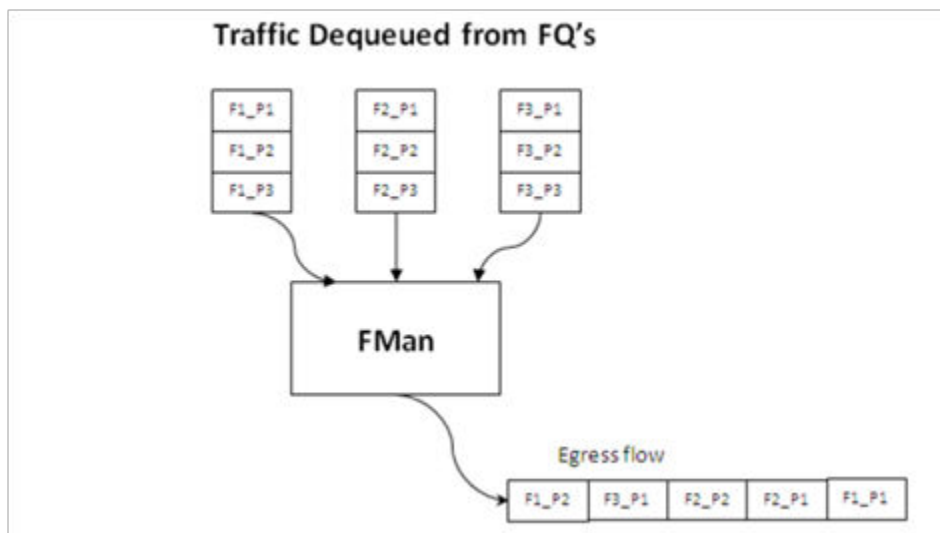 Traffic Dequeued from FQ's
F1_P1 F2_P1 F3_P1
F1_P2 F2_P2 F3_P2
F1_P3 F2_P3 F3_P3
FMan
Egress flow
F1_P2 F3_P1 F2_P2 F2_P1 F1_P1